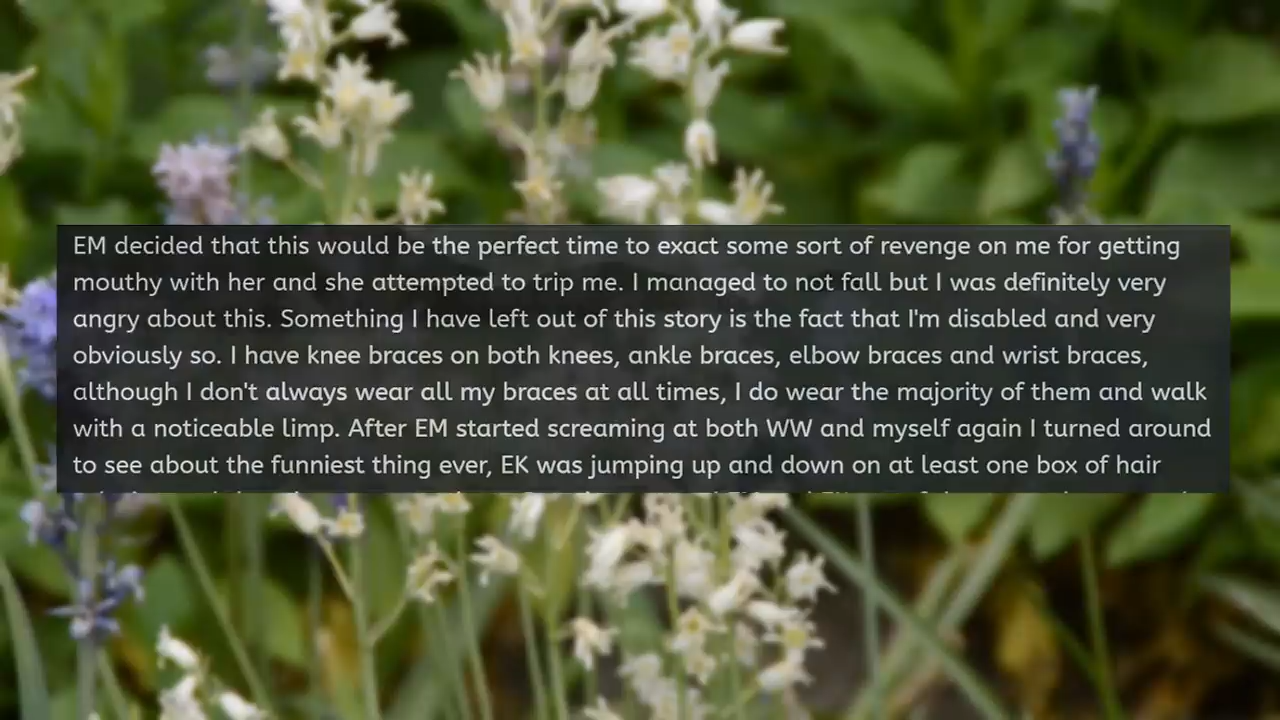 EM decided that this would be the perfect time to exact some sort of revenge on me for getting
mouthy with her and she attempted to trip me. I managed to not fall but I was definitely very
angry about this. Something I have left out of this story is the fact that I'm disabled and very
obviously so. I have knee braces on both knees, ankle braces, elbow braces and wrist braces,
although I don't always wear all my braces at all times, I do wear the majority of them and walk
with a noticeable limp. After EM started screaming at both WW and myself again I turned around
to see about the funniest thing ever, EK was jumping up and down on at least one box of hair